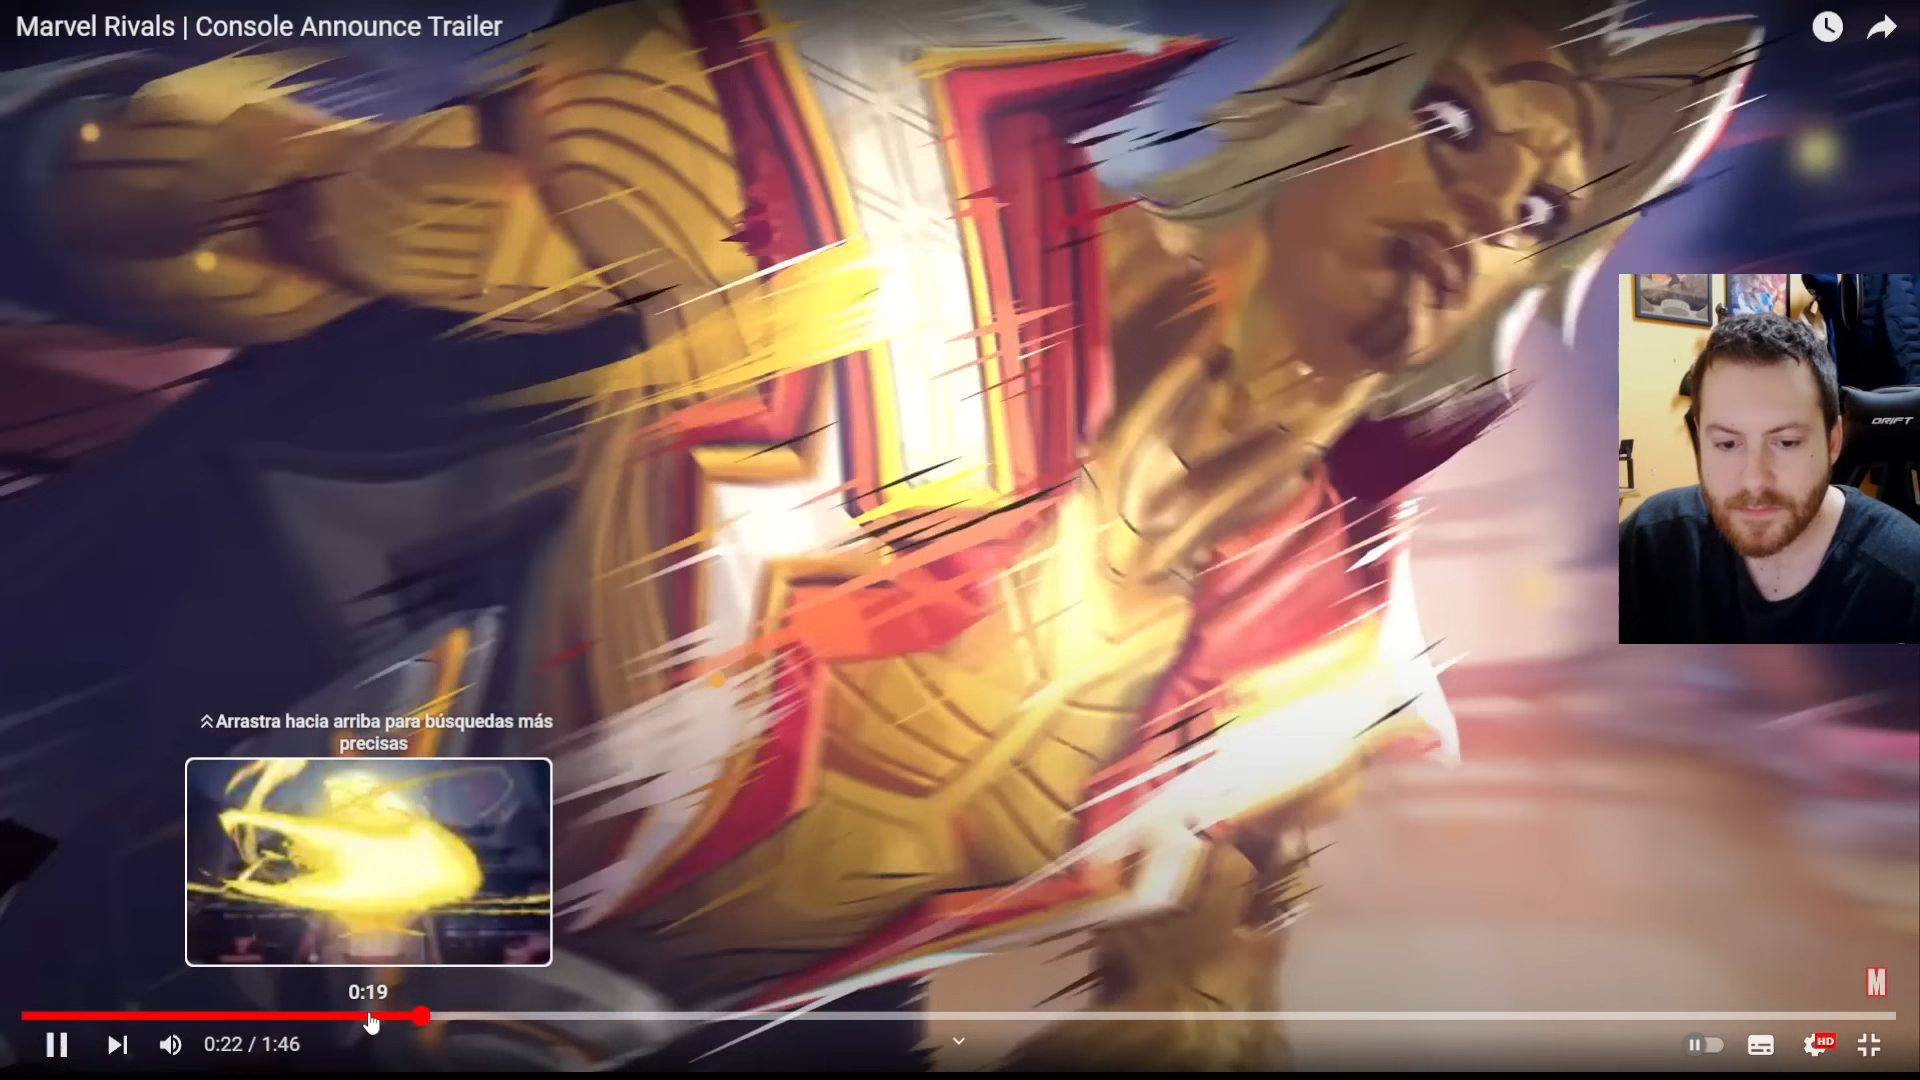 Marvel Rivals | Console Announce Trailer
DRIFT
Arrastra hacia arriba para búsquedas más
precisas
0:19
M
0:22 / 1:46
HD